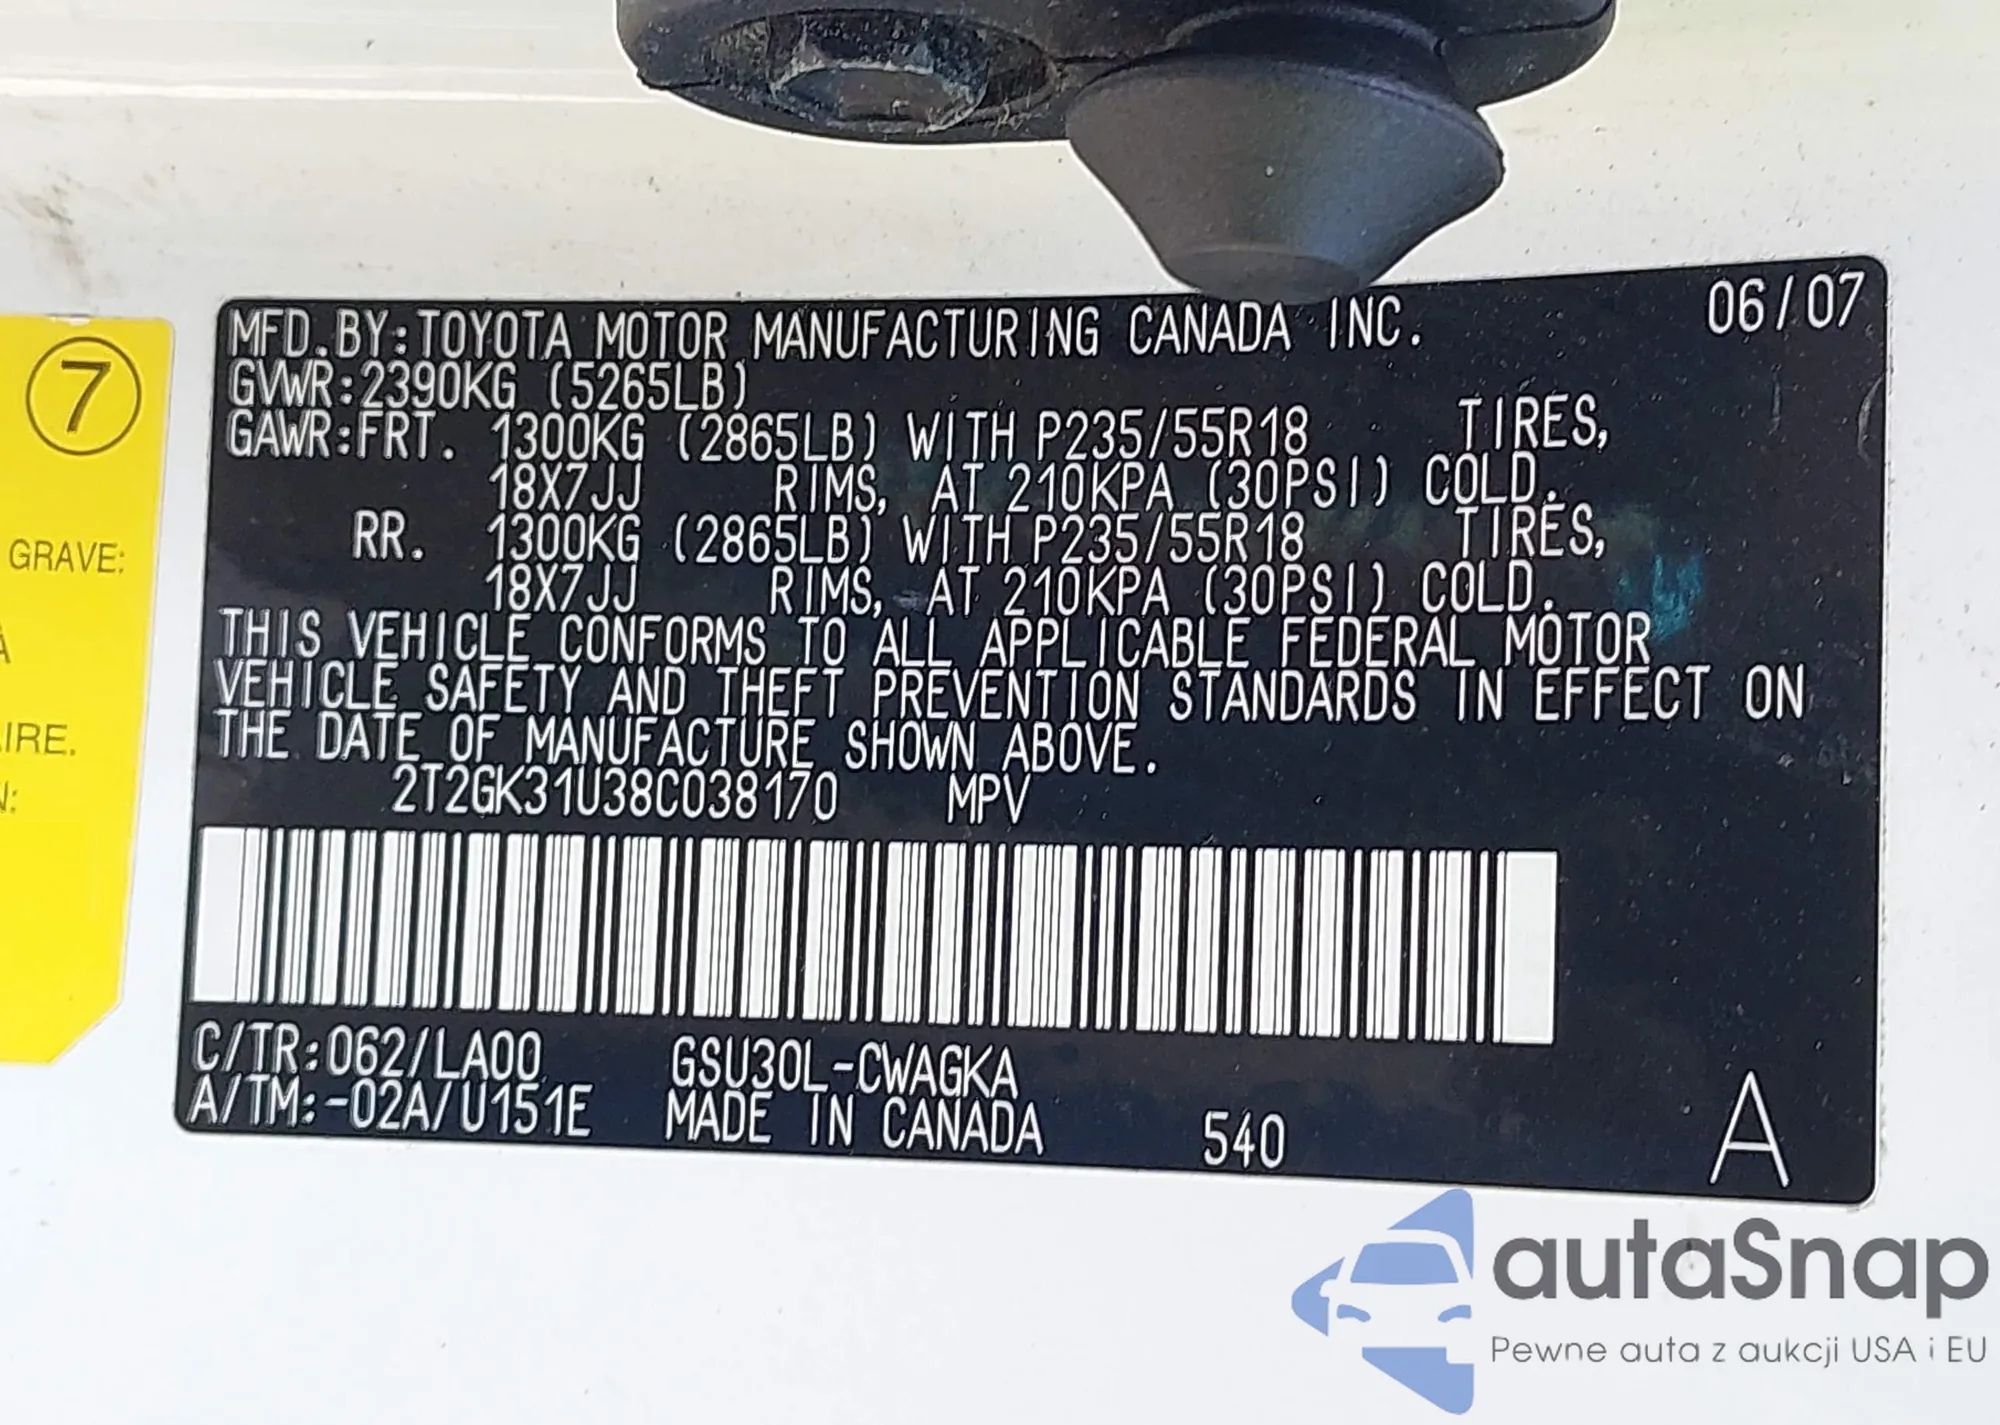 7
GRAVE:
IRE.
N:
06/07
MFD.BY:TOYOTA MOTOR MANUFACTURING CANADA INC.
GVWR:2390KG (5265LB)
GAWR:FRT. 1300KG (2865LB) WITH P235/55R18 TIRES,
18X7JJ RIMS, AT 210KPA (30PSI) COLD.
RR. 1300KG (2865LB) WITH P235/55R18 TIRES,
18X7JJ RIMS, AT 210KPA (30PSI) COLD.
THIS VEHICLE CONFORMS TO ALL APPLICABLE FEDERAL MOTOR
VEHICLE SAFETY AND THEFT PREVENTION STANDARDS IN EFFECT ON
THE DATE OF MANUFACTURE SHOWN ABOVE.
2T2GK31U38C038170 MPV
C/TR:062/LA00 GSU30L-CWAGKA
A/TM:-02A/U151E MADE IN CANADA 540 A
autaSnap
Pewne auta z aukcji USA i EU